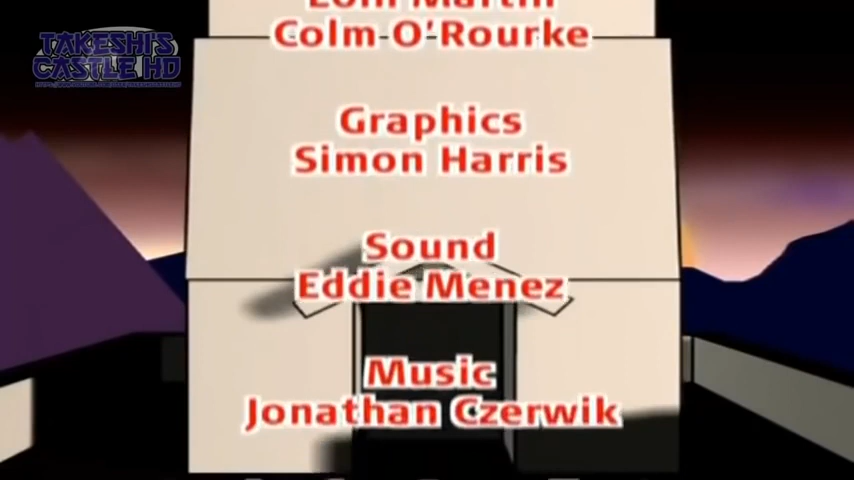 TAKESHI'S
CASTLE HD
Colm O'Rourke
Graphics
Simon Harris
Sound
Eddie Menez
Music
Jonathan Czerwik